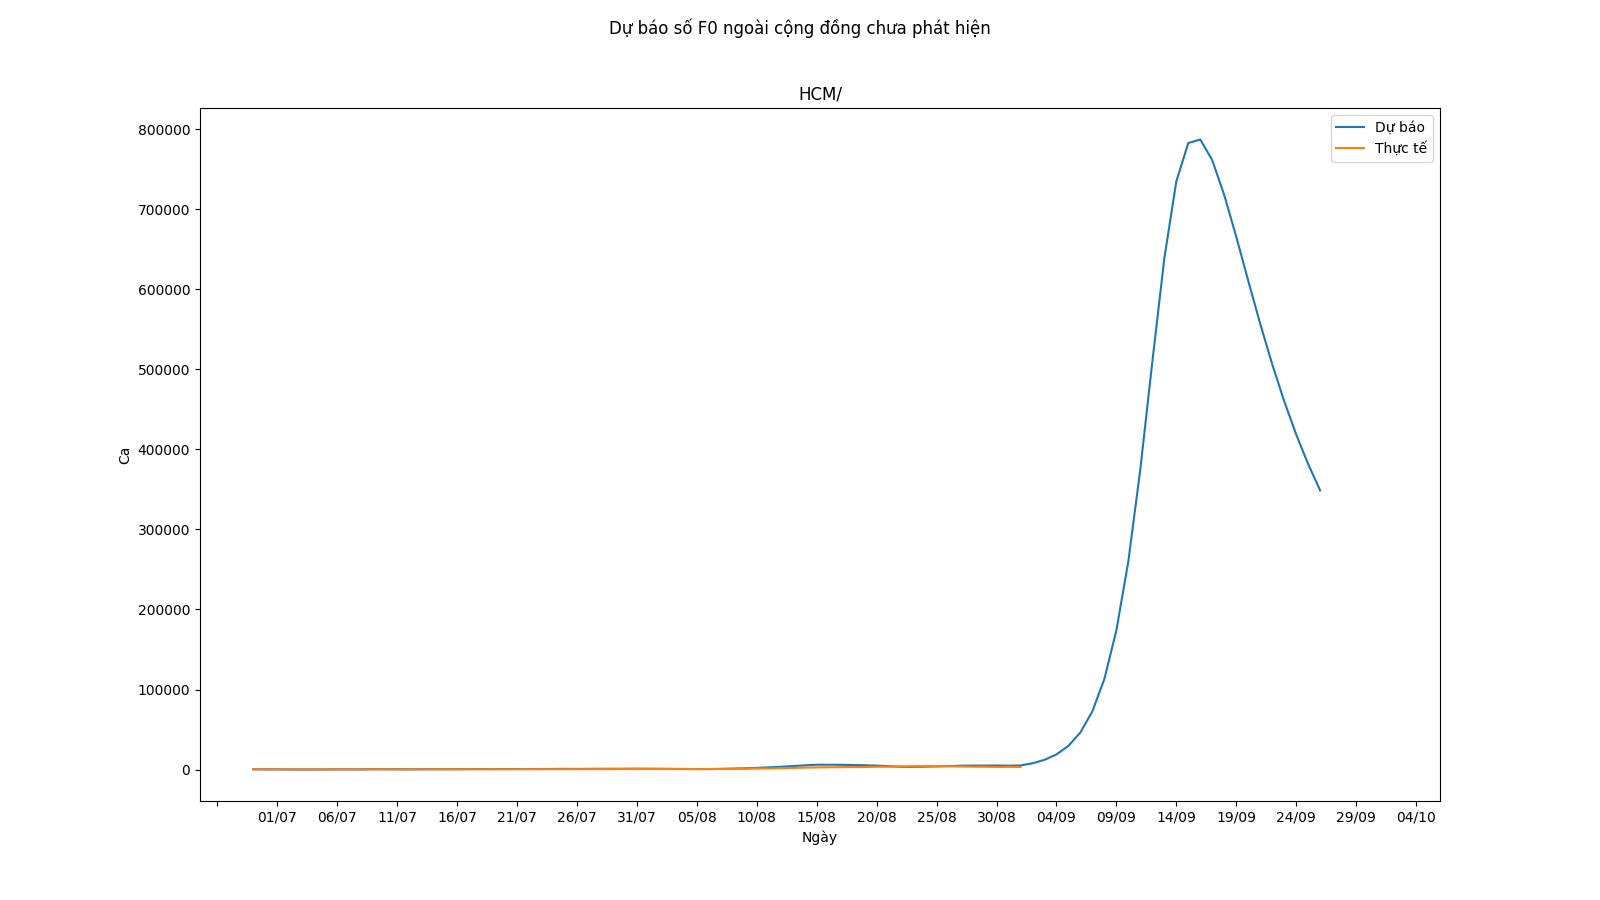 Dự báo số F0 ngoài cộng đồng chưa phát hiện
HCM/
Dự báo
Thực tế
800000
700000
600000
500000
400000
300000
200000
100000
0
Ca
01/07 06/07 11/07 16/07 21/07 26/07 31/07 05/08 10/08 15/08 20/08 25/08 30/08 04/09 09/09 14/09 19/09 24/09 29/09 04/10
Ngày